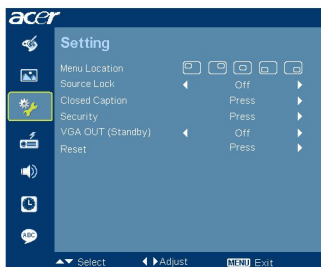 acer
Setting
Menu Location
Source Lock Off
Closed Caption Press
Security Press
VGA OUT (Standby) Off
Reset Press
ABC
Select Adjust MENU Exit